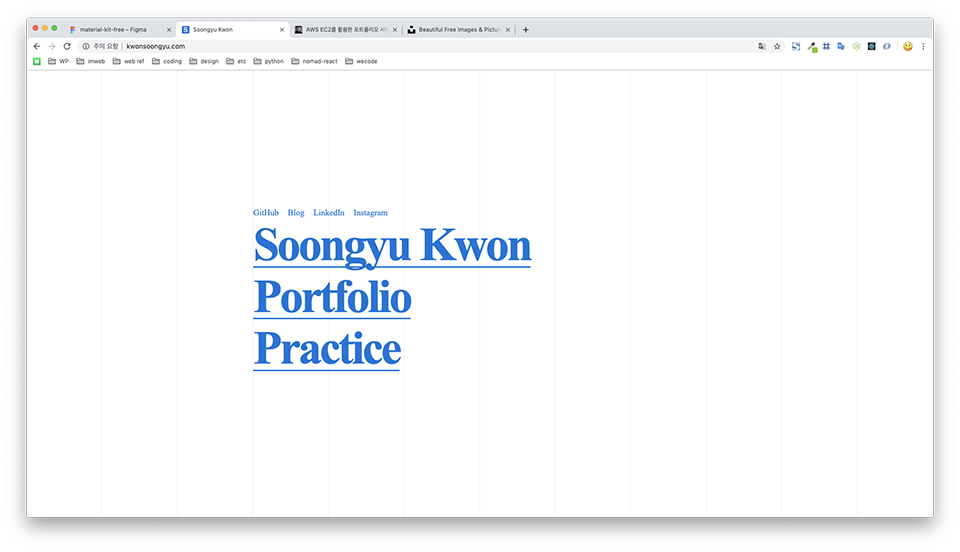 material-kit-free – Figma
Soongyu Kwon
AWS EC2를 활용한 포트폴리오 사이
Beautiful Free Images & Pictu
주의 요함 | kwonsoongyu.com
WP imweb web ref coding design etc python nomad-react wecode
GitHub Blog LinkedIn Instagram
Soongyu Kwon
Portfolio
Practice